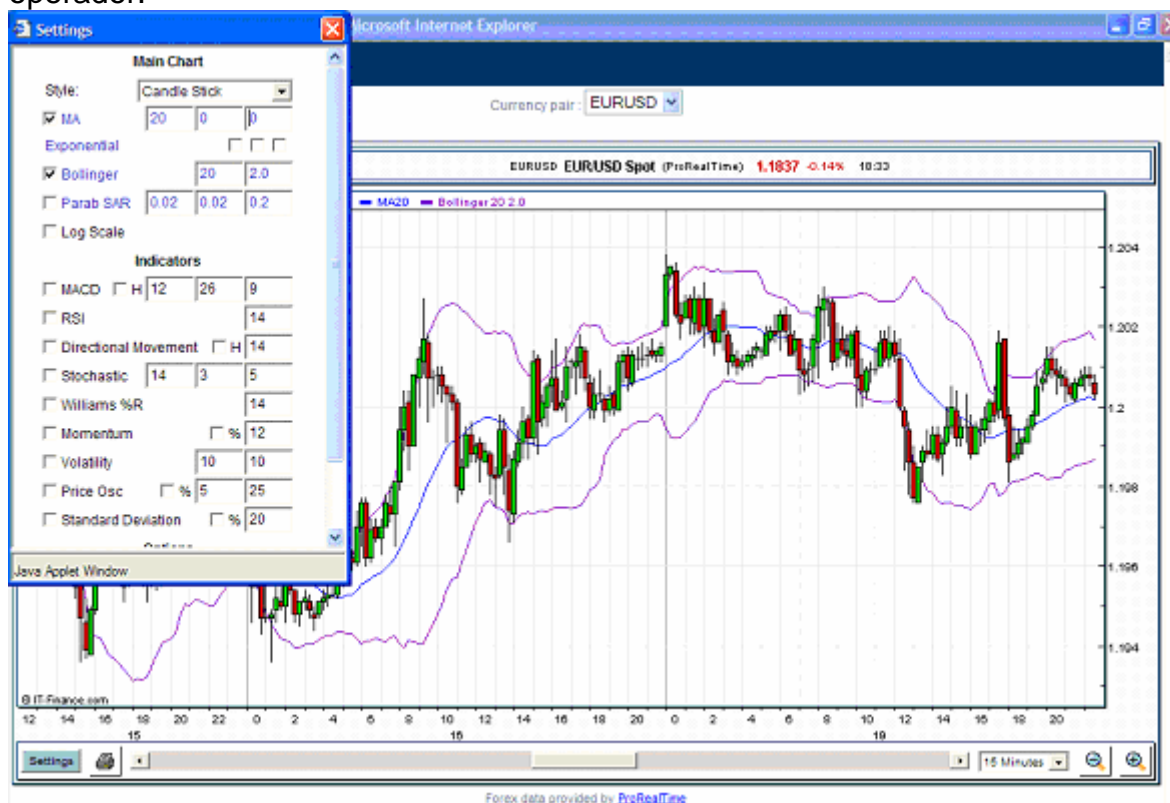 operador.
Settings
Microsoft Internet Explorer
Main Chart
Style: Candle Stick
MA 20 0 0
Exponential
Bollinger 20 2.0
Parab SAR 0.02 0.02 0.2
Log Scale
Indicators
MACD H 12 26 9
RSI 14
Directional Movement H 14
Stochastic 14 3 5
Williams %R 14
Momentum % 12
Volatility 10 10
Price Osc % 5 25
Standard Deviation % 20
Java Applet Window
Currency pair : EURUSD
EURUSD EUR/USD Spot (ProRealTime) 1.1837 -0.14% 10:33
MA20 Bollinger 20 2.0
1.204
1.202
1.2
1.198
1.196
1.194
© IT-Finance.com
12 14 16 18 20 22 0 2 4 6 8 10 12 14 16 18 20 0 2 4 6 8 10 12 14 16 18 20
15 16 19
Settings 15 Minutes
Forex data provided by ProRealTime